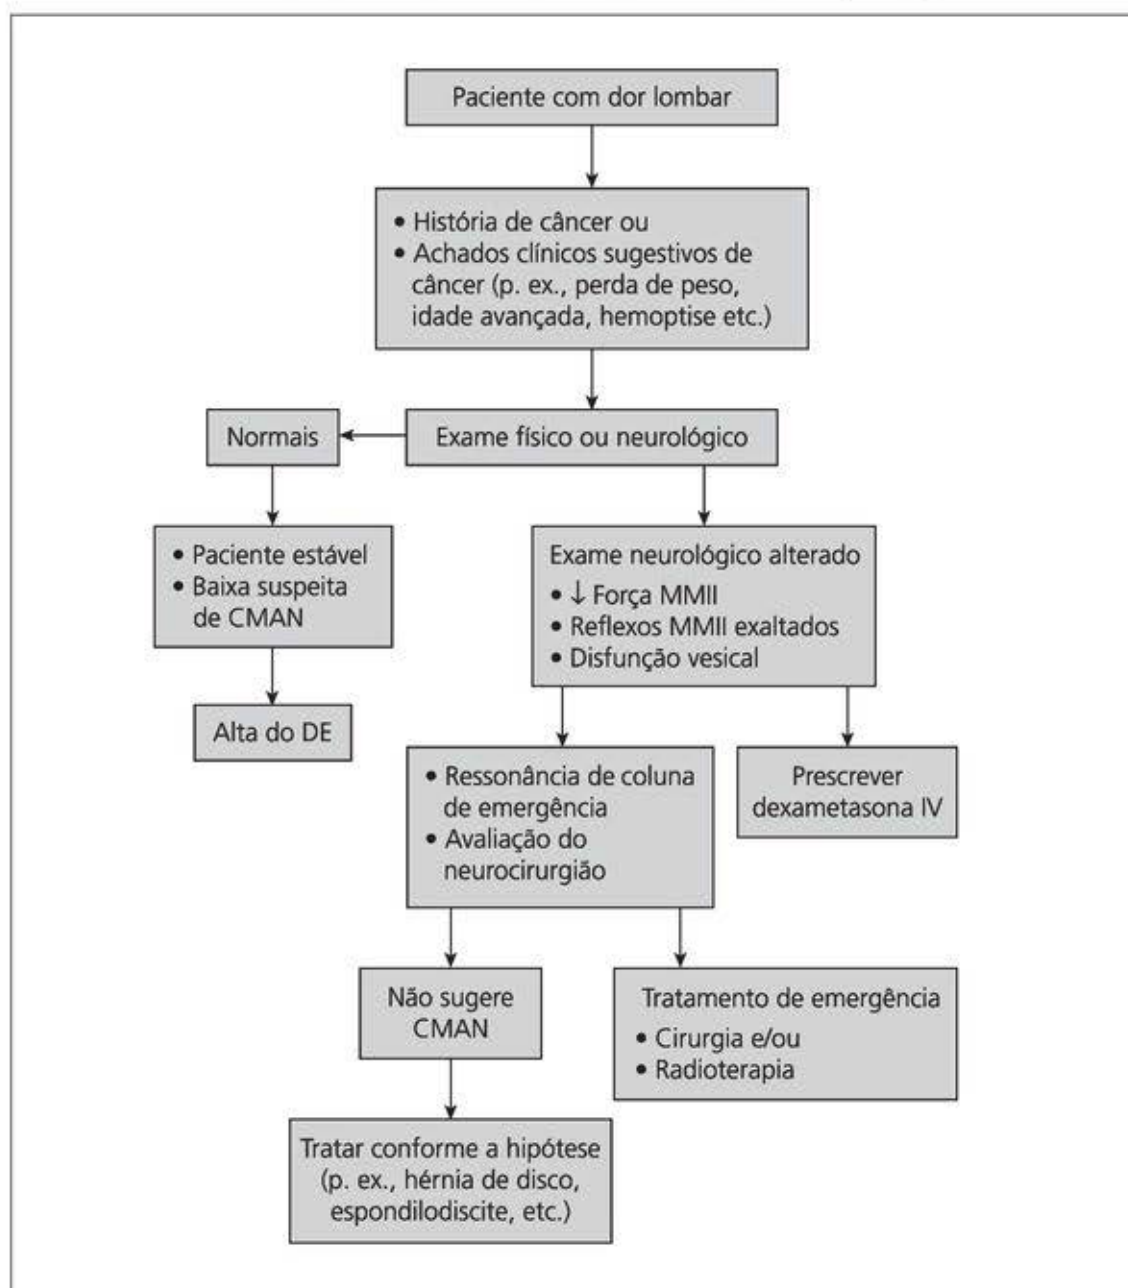 Paciente com dor lombar
• História de câncer ou
• Achados clínicos sugestivos de
câncer (p. ex., perda de peso,
idade avançada, hemoptise etc.)
Normais
Exame físico ou neurológico
• Paciente estável
• Baixa suspeita
de CMAN
Exame neurológico alterado
• ↓ Força MMII
• Reflexos MMII exaltados
• Disfunção vesical
Alta do DE
• Ressonância de coluna
de emergência
• Avaliação do
neurocirurgião
Prescrever
dexametasona IV
Não sugere
CMAN
Tratamento de emergência
• Cirurgia e/ou
• Radioterapia
Tratar conforme a hipótese
(p. ex., hérnia de disco,
espondilodiscite, etc.)